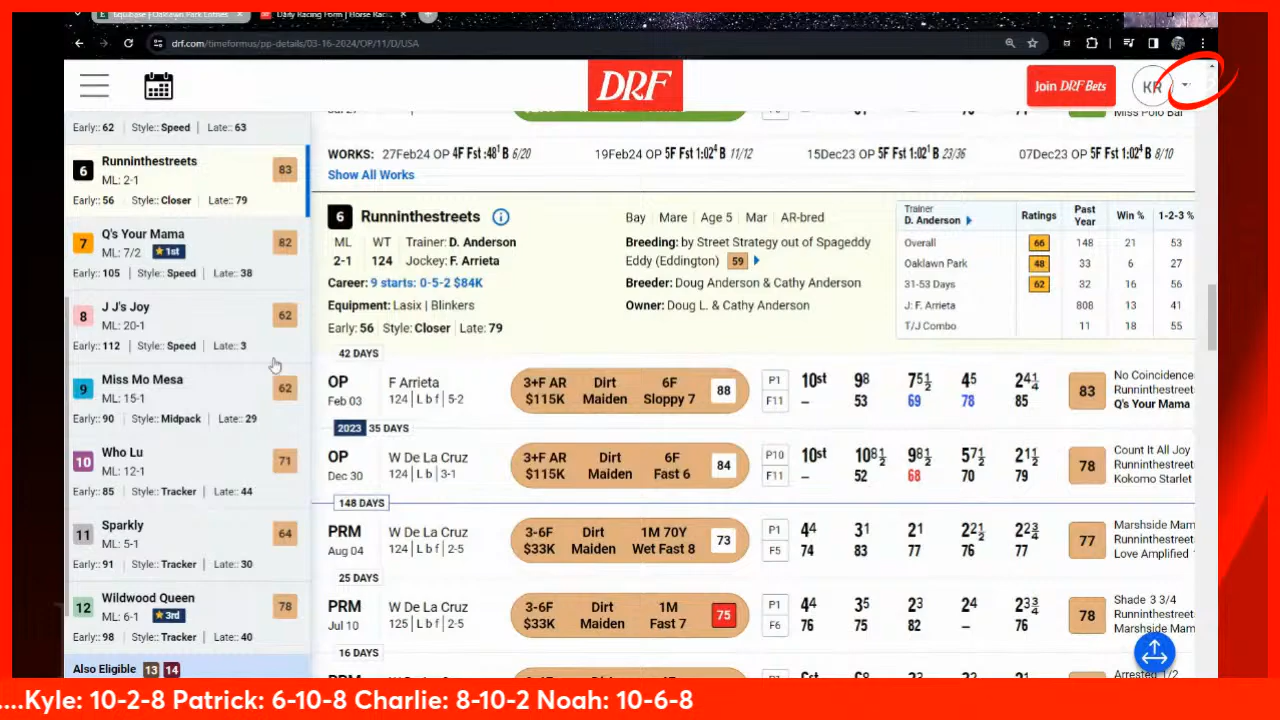 Equibase | Oaklawn Park Entries
Daily Racing Form | Horse Rac
drf.com/timeformus/pp-details/03-16-2024/OP/11/D/USA
DRF
Join DRF Bets
KR
Early:: 62 | Style:: Speed | Late:: 63
6 Runninthestreets 83
ML: 2-1
Early:: 56 | Style:: Closer | Late:: 79
7 Q's Your Mama 82
ML: 7/2 ★1st
Early:: 105 | Style:: Speed | Late:: 38
8 J J's Joy 62
ML: 20-1
Early:: 112 | Style:: Speed | Late:: 3
9 Miss Mo Mesa 62
ML: 15-1
Early:: 90 | Style:: Midpack | Late:: 29
10 Who Lu 71
ML: 12-1
Early:: 85 | Style:: Tracker | Late:: 44
11 Sparkly 64
ML: 5-1
Early:: 91 | Style:: Tracker | Late:: 30
12 Wildwood Queen 78
ML: 6-1 ★3rd
Early:: 98 | Style:: Tracker | Late:: 40
Also Eligible 13 14
Miss Polo Bar
WORKS: 27Feb24 OP 4F Fst :48¹ B 6/20 19Feb24 OP 5F Fst 1:02⁴ B 11/12 15Dec23 OP 5F Fst 1:02¹ B 23/36 07Dec23 OP 5F Fst 1:02⁴ B 8/10
Show All Works
6 Runninthestreets
ML WT Trainer: D. Anderson
2-1 124 Jockey: F. Arrieta
Career: 9 starts: 0-5-2 $84K
Equipment: Lasix | Blinkers
Early: 56 Style: Closer Late: 79
Bay | Mare | Age 5 | Mar | AR-bred
Breeding: by Street Strategy out of Spageddy
Eddy (Eddington) 59
Breeder: Doug Anderson & Cathy Anderson
Owner: Doug L. & Cathy Anderson
Trainer D. Anderson Ratings Past Year Win % 1-2-3 %
Overall 66 148 21 53
Oaklawn Park 48 33 6 27
31-53 Days 62 32 16 56
J: F. Arrieta 808 13 41
T/J Combo 11 18 55
42 DAYS
OP F Arrieta 3+F AR Dirt 6F 88 P1 10st 9⁸ 7⁵½ 4⁵ 2⁴¼ 83 No Coincidence
Feb 03 124 | L b f | 5-2 $115K Maiden Sloppy 7 F11 – 53 69 78 85 Runninthestreets
Q's Your Mama
2023 35 DAYS
OP W De La Cruz 3+F AR Dirt 6F 84 P10 10st 10⁸½ 9⁸½ 5⁷½ 2¹½ 78 Count It All Joy
Dec 30 124 | L b | 3-1 $115K Maiden Fast 6 F11 – 52 68 70 79 Runninthestreets
Kokomo Starlet
148 DAYS
PRM W De La Cruz 3-6F Dirt 1M 70Y 73 P1 4⁴ 3¹ 2¹ 2²½ 2²¾ 77 Marshside Mam
Aug 04 124 | L b f | 2-5 $33K Maiden Wet Fast 8 F5 74 83 77 76 77 Runninthestreets
Love Amplified
25 DAYS
PRM W De La Cruz 3-6F Dirt 1M 75 P1 4⁴ 3⁵ 2³ 2⁴ 2³¾ 78 Shade 3 3/4
Jul 10 125 | L b f | 2-5 $33K Maiden Fast 7 F6 76 75 82 – 76 Runninthestreets
Marshside Mam
16 DAYS
....Kyle: 10-2-8 Patrick: 6-10-8 Charlie: 8-10-2 Noah: 10-6-8